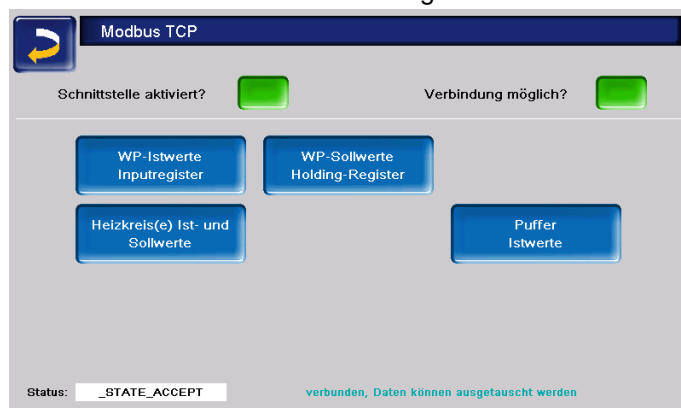 Modbus TCP
Schnittstelle aktiviert?
Verbindung möglich?
WP-Istwerte
Inputregister
WP-Sollwerte
Holding-Register
Heizkreis(e) Ist- und
Sollwerte
Puffer
Istwerte
Status:
_STATE_ACCEPT
verbunden, Daten können ausgetauscht werden